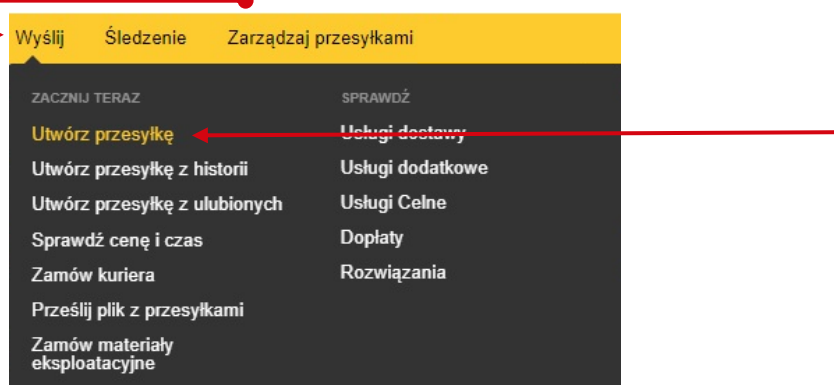 Wyślij Śledzenie Zarządzaj przesyłkami
ZACZNIJ TERAZ
Utwórz przesyłkę
Utwórz przesyłkę z historii
Utwórz przesyłkę z ulubionych
Sprawdź cenę i czas
Zamów kuriera
Prześlij plik z przesyłkami
Zamów materiały
eksploatacyjne
SPRAWDŹ
Usługi dostawy
Usługi dodatkowe
Usługi Celne
Dopłaty
Rozwiązania